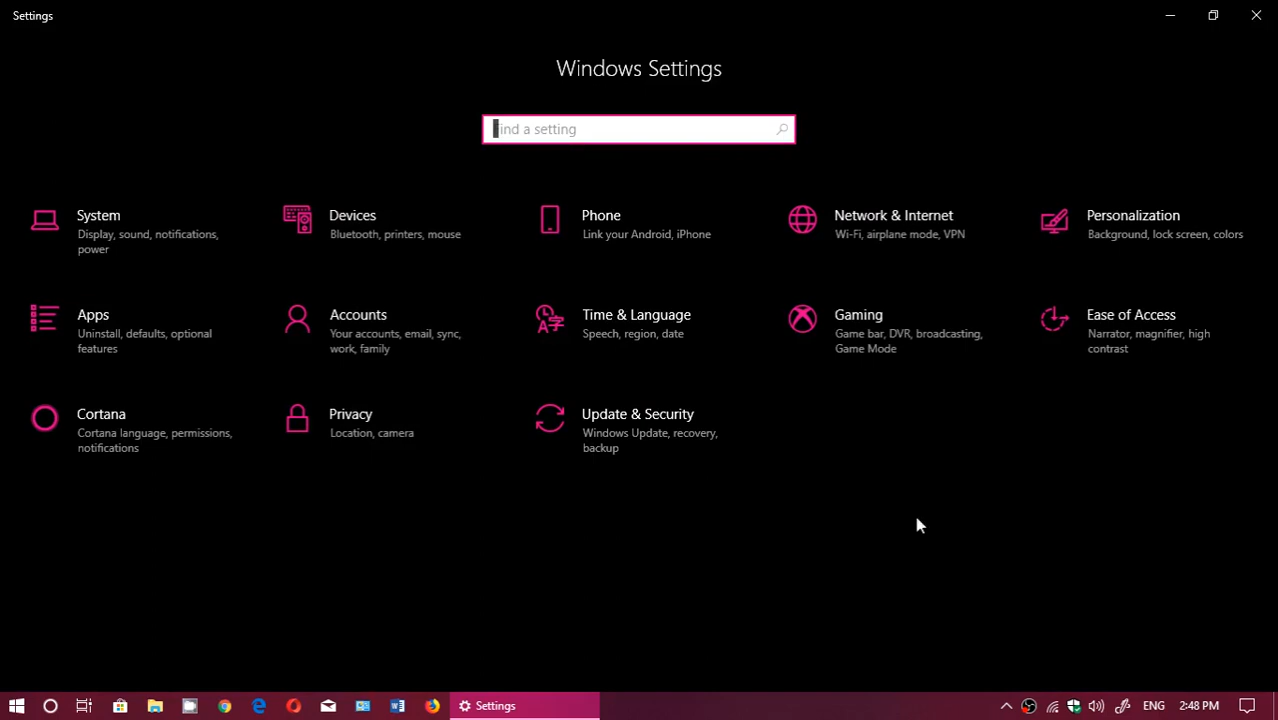 Settings
Windows Settings
ind a setting
System
Display, sound, notifications,
power
Devices
Bluetooth, printers, mouse
Phone
Link your Android, iPhone
Network & Internet
Wi-Fi, airplane mode, VPN
Personalization
Background, lock screen, colors
Apps
Uninstall, defaults, optional
features
Accounts
Your accounts, email, sync,
work, family
Time & Language
Speech, region, date
Gaming
Game bar, DVR, broadcasting,
Game Mode
Ease of Access
Narrator, magnifier, high
contrast
Cortana
Cortana language, permissions,
notifications
Privacy
Location, camera
Update & Security
Windows Update, recovery,
backup
Settings
ENG
2:48 PM